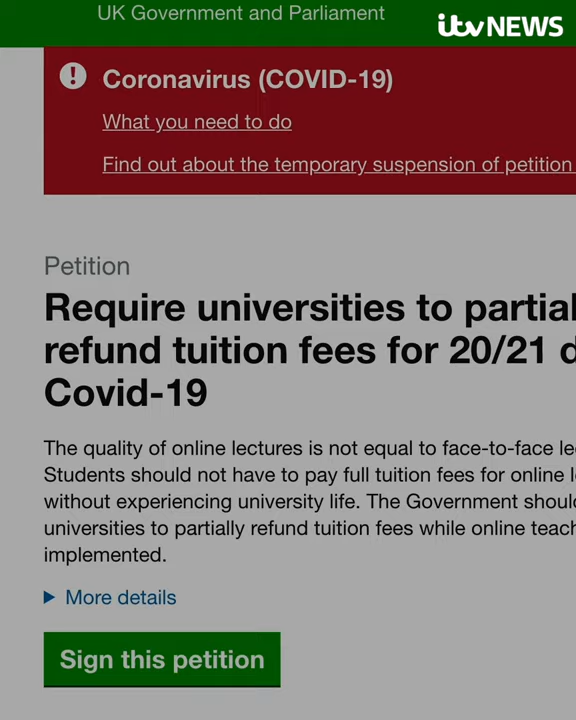 UK Government and Parliament
itv NEWS
Coronavirus (COVID-19)
What you need to do
Find out about the temporary suspension of petition
Petition
Require universities to partial
refund tuition fees for 20/21 d
Covid-19
The quality of online lectures is not equal to face-to-face le
Students should not have to pay full tuition fees for online l
without experiencing university life. The Government shoul
universities to partially refund tuition fees while online teach
implemented.
More details
Sign this petition